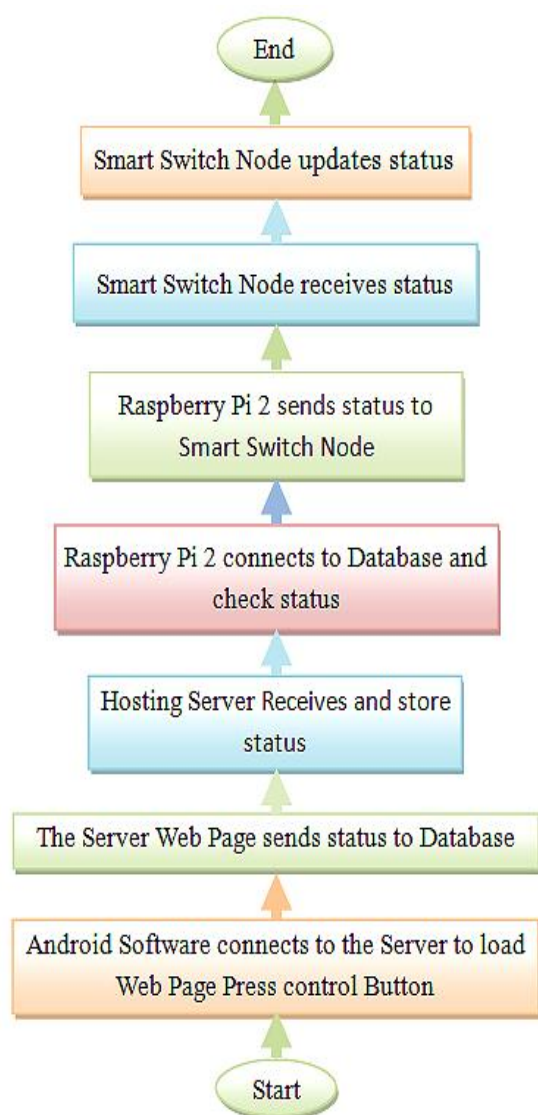 End
Smart Switch Node updates status
Smart Switch Node receives status
Raspberry Pi 2 sends status to
Smart Switch Node
Raspberry Pi 2 connects to Database and
check status
Hosting Server Receives and store
status
The Server Web Page sends status to Database
Android Software connects to the Server to load
Web Page Press control Button
Start